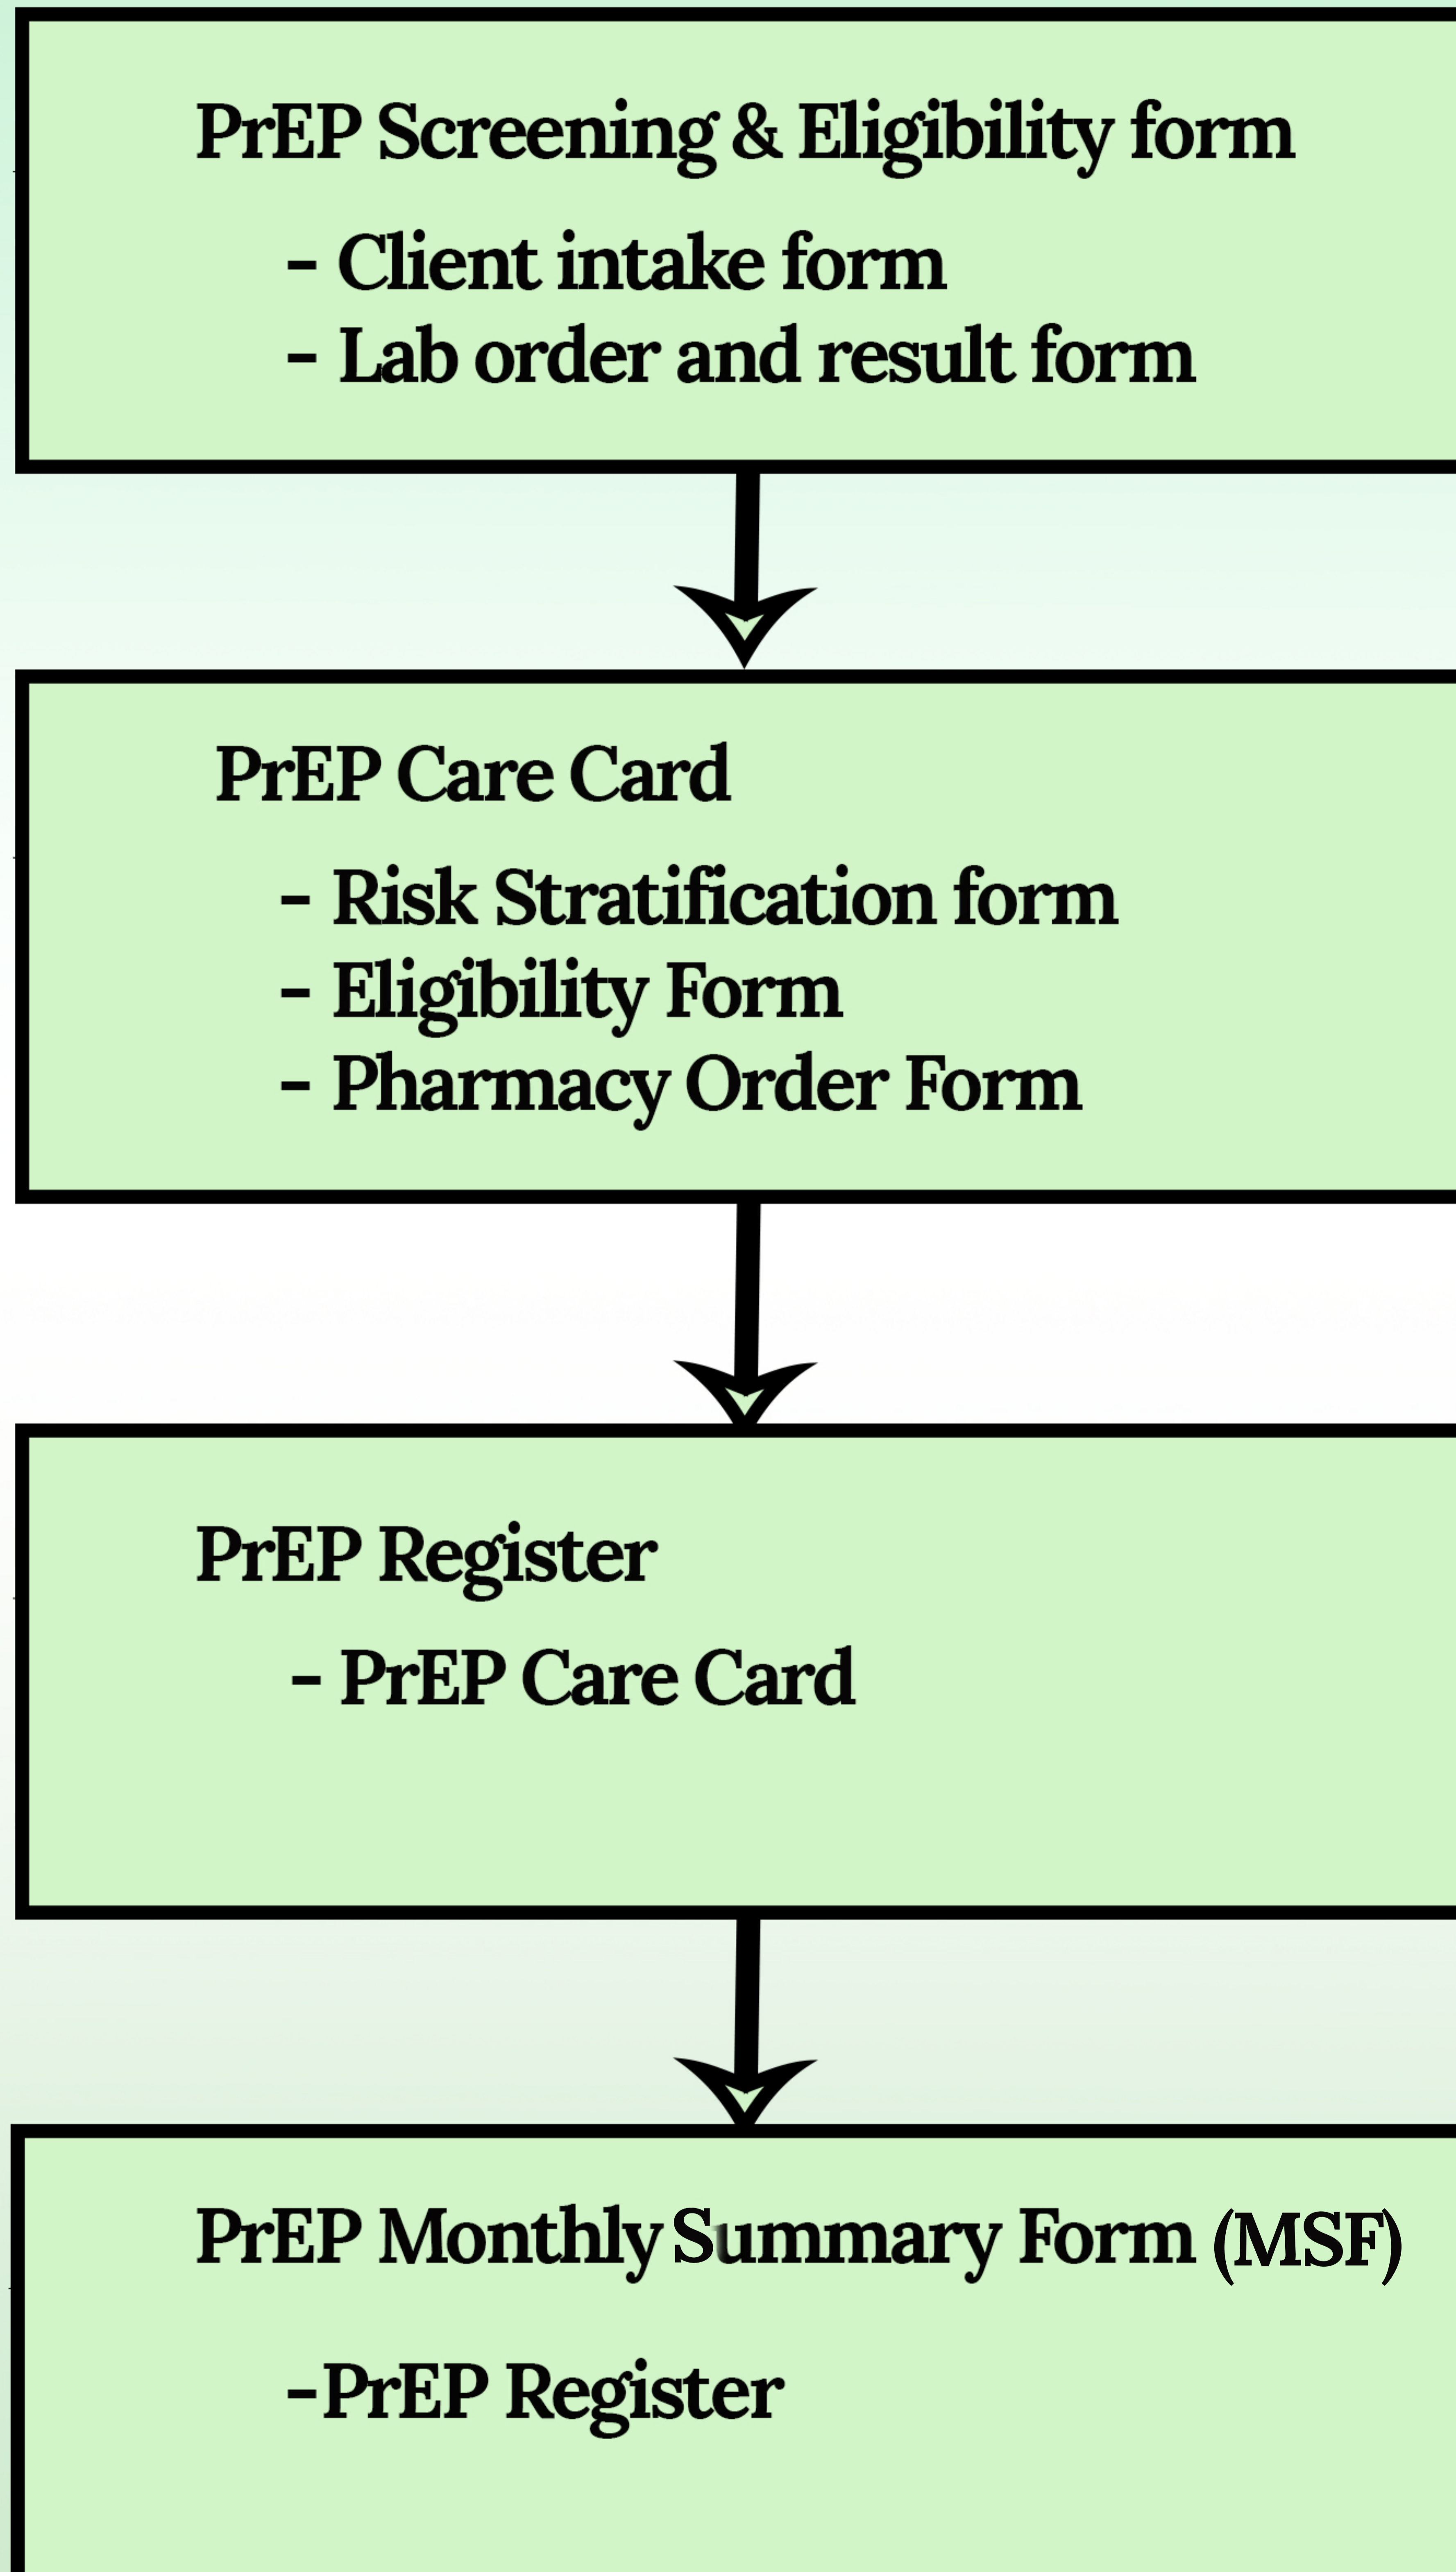 PrEP Screening & Eligibility form
- Client intake form
- Lab order and result form
PrEP Care Card
- Risk Stratification form
- Eligibility Form
- Pharmacy Order Form
PrEP Register
- PrEP Care Card
PrEP Monthly Summary Form (MSF)
-PrEP Register